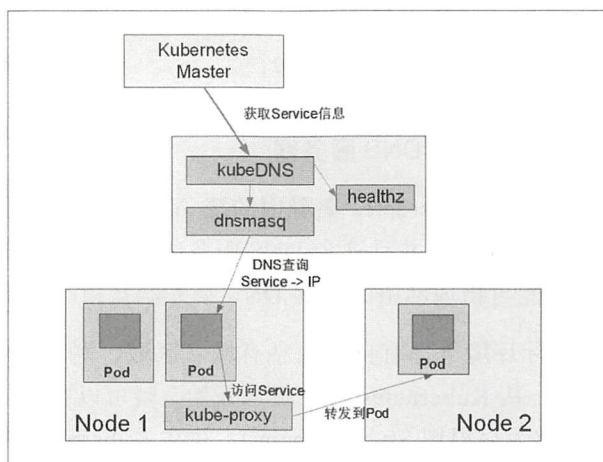 Kubernetes
Master
获取Service信息
kubeDNS
healthz
dnsmasq
DNS查询
Service -> IP
Pod
Pod
Pod
访问Service
Node 1
kube-proxy
转发到Pod
Node 2